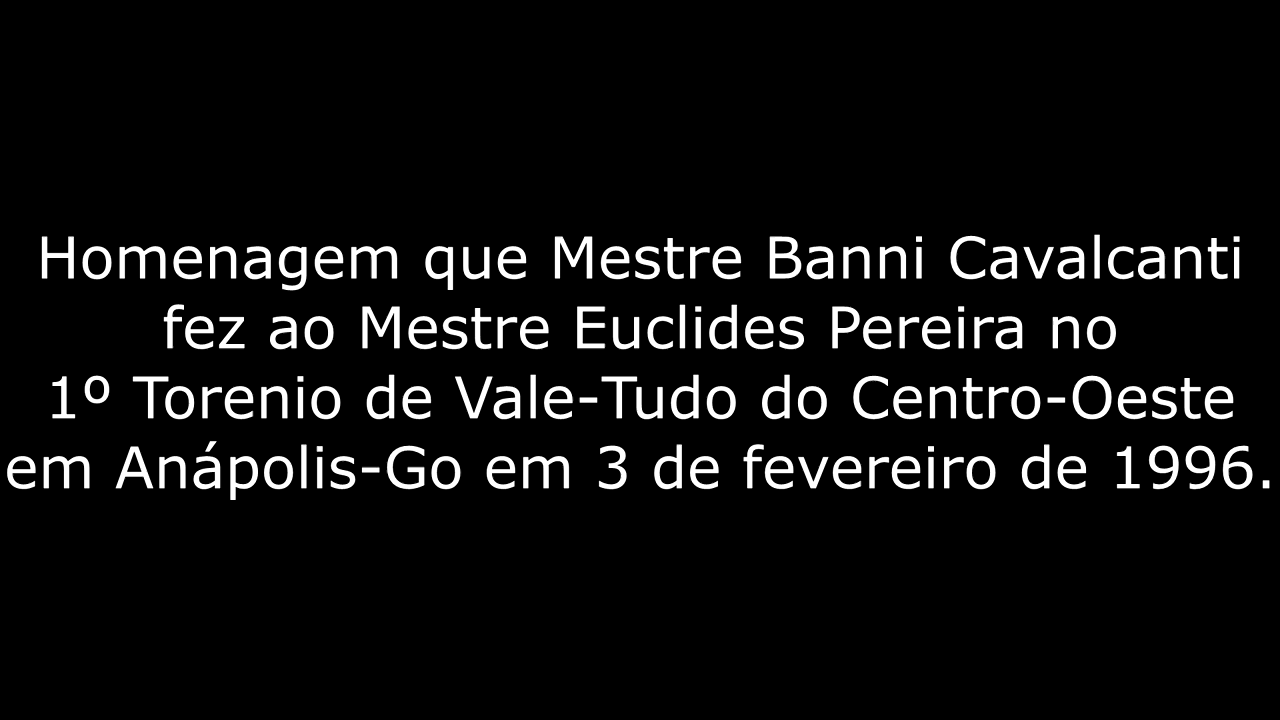 Homenagem que Mestre Banni Cavalcanti
fez ao Mestre Euclides Pereira no
1º Torenio de Vale-Tudo do Centro-Oeste
em Anápolis-Go em 3 de fevereiro de 1996.